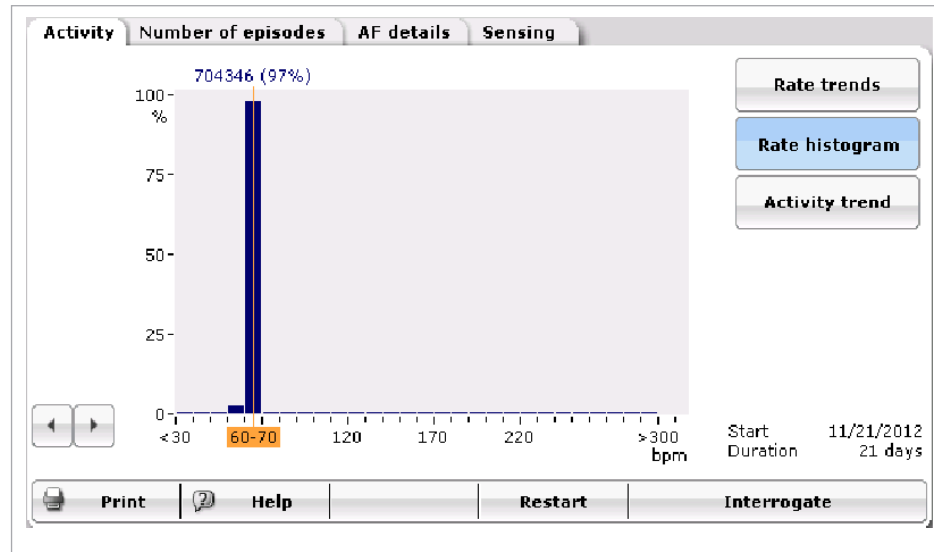 Activity Number of episodes AF details Sensing
704346 (97%)
100
%
75
50
25
0
<30 60-70 120 170 220 >300
bpm
Rate trends
Rate histogram
Activity trend
Start 11/21/2012
Duration 21 days
Print Help Restart Interrogate